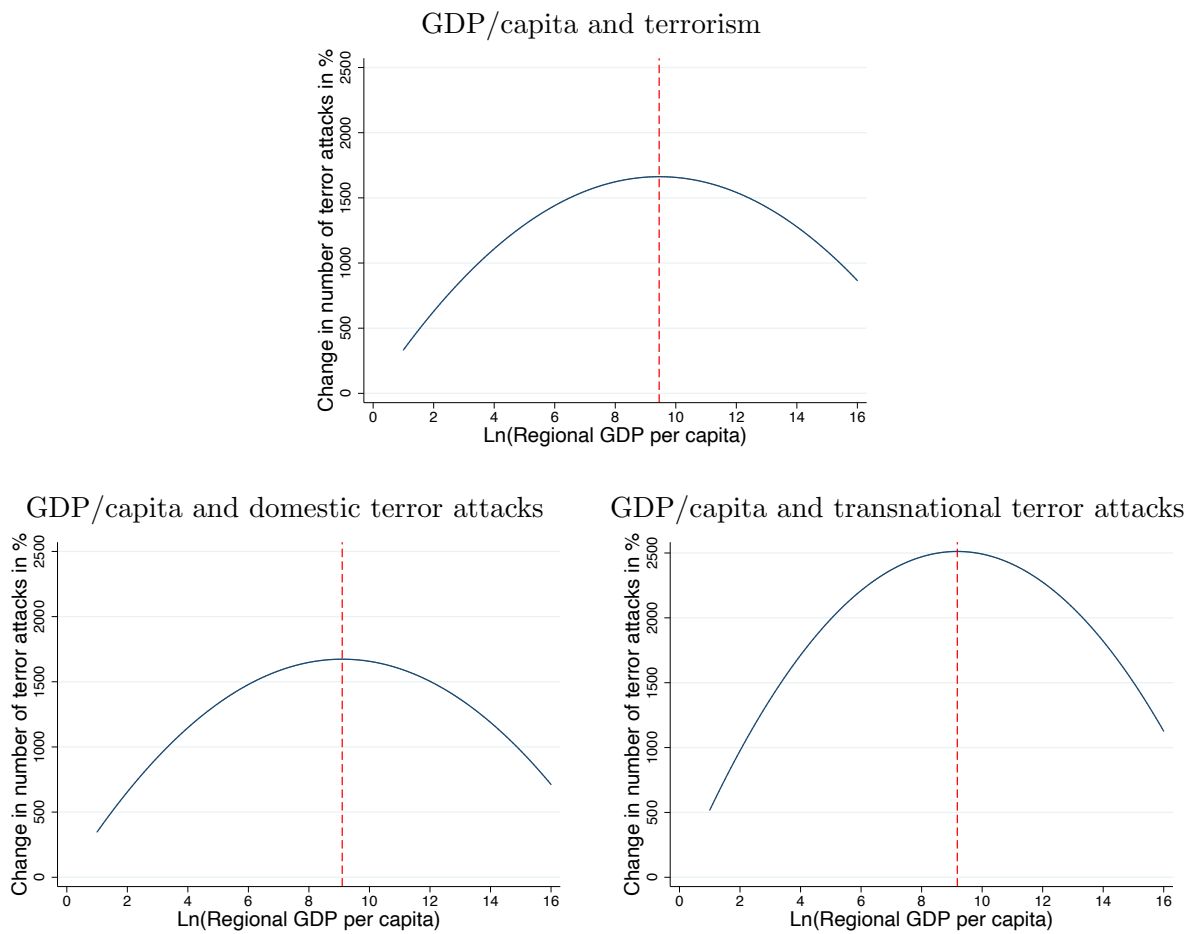 GDP/capita and terrorism
Change in number of terror attacks in %
2500
2000
1500
1000
500
0
0 2 4 6 8 10 12 14 16
Ln(Regional GDP per capita)
GDP/capita and domestic terror attacks
Change in number of terror attacks in %
2500
2000
1500
1000
500
0
0 2 4 6 8 10 12 14 16
Ln(Regional GDP per capita)
GDP/capita and transnational terror attacks
Change in number of terror attacks in %
2500
2000
1500
1000
500
0
0 2 4 6 8 10 12 14 16
Ln(Regional GDP per capita)